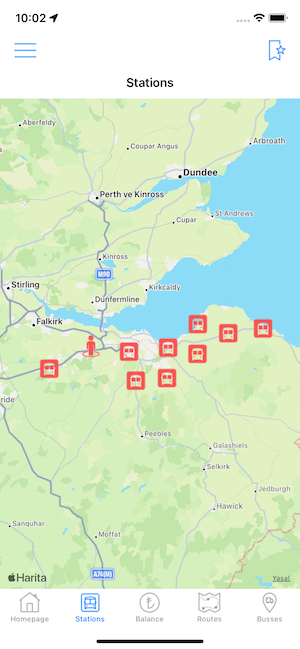 10:02
Stations
Aberfeldy
Arbroath
Coupar Angus
Dundee
Perth ve Kinross
St Andrews
Cupar
Kinross
M90
Stirling
Kirkcaldy
Dunfermline
Falkirk
ride
Peebles
Galashiels
Selkirk
Jedburgh
Hawick
Sanquhar
Moffat
A74(M)
Harita
Yasal
Homepage
Stations
Balance
Routes
Busses